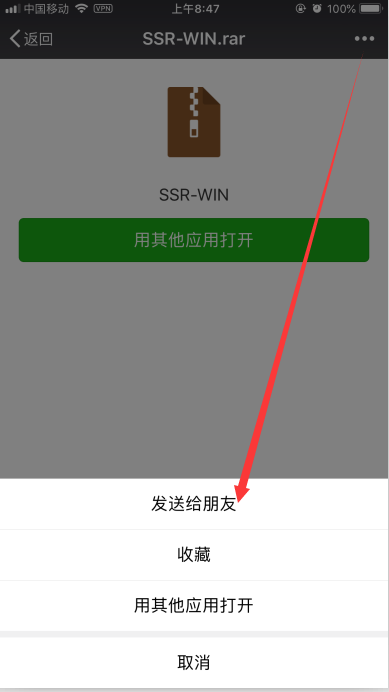 中国移动 VPN 上午8:47 100%
返回 SSR-WIN.rar
SSR-WIN
用其他应用打开
发送给朋友
收藏
用其他应用打开
取消